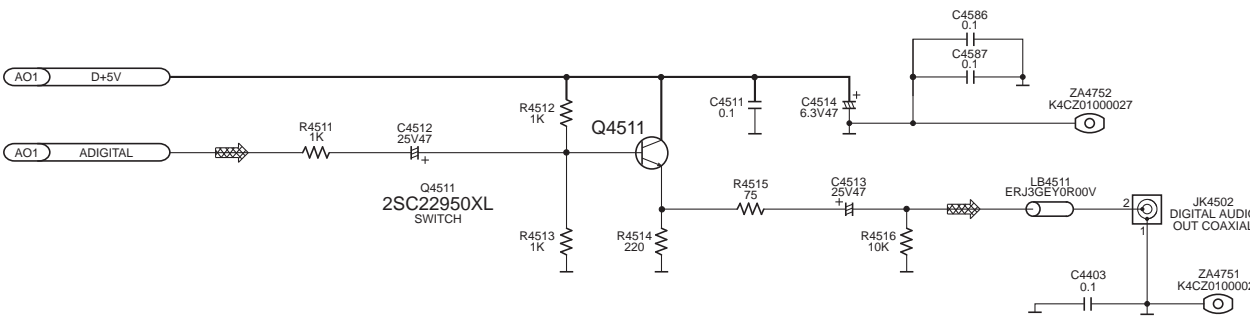 C4586
0.1
C4587
0.1
AO1 D+5V
ZA4752
K4CZ01000027
R4512
1K
C4511
0.1
C4514
6.3V47
+
Q4511
AO1 ADIGITAL
R4511
1K
C4512
25V47
+
Q4511
2SC22950XL
SWITCH
R4515
75
C4513
25V47
+
LB4511
ERJ3GEY0R00V
2
1
JK4502
DIGITAL AUDIO
OUT COAXIAL
R4513
1K
R4514
220
R4516
10K
C4403
0.1
ZA4751